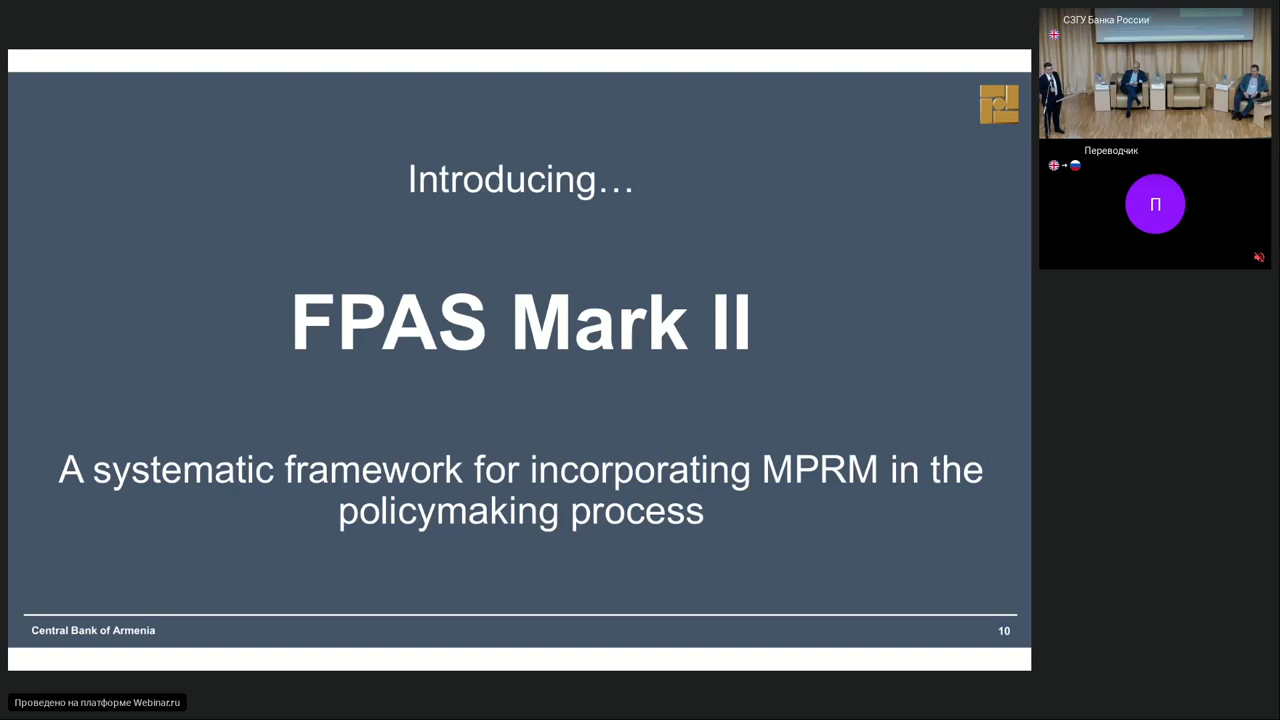 Introducing…
FPAS Mark II
A systematic framework for incorporating MPRM in the
policymaking process
Central Bank of Armenia
10
СЗГУ Банка России
Переводчик
П
Проведено на платформе Webinar.ru